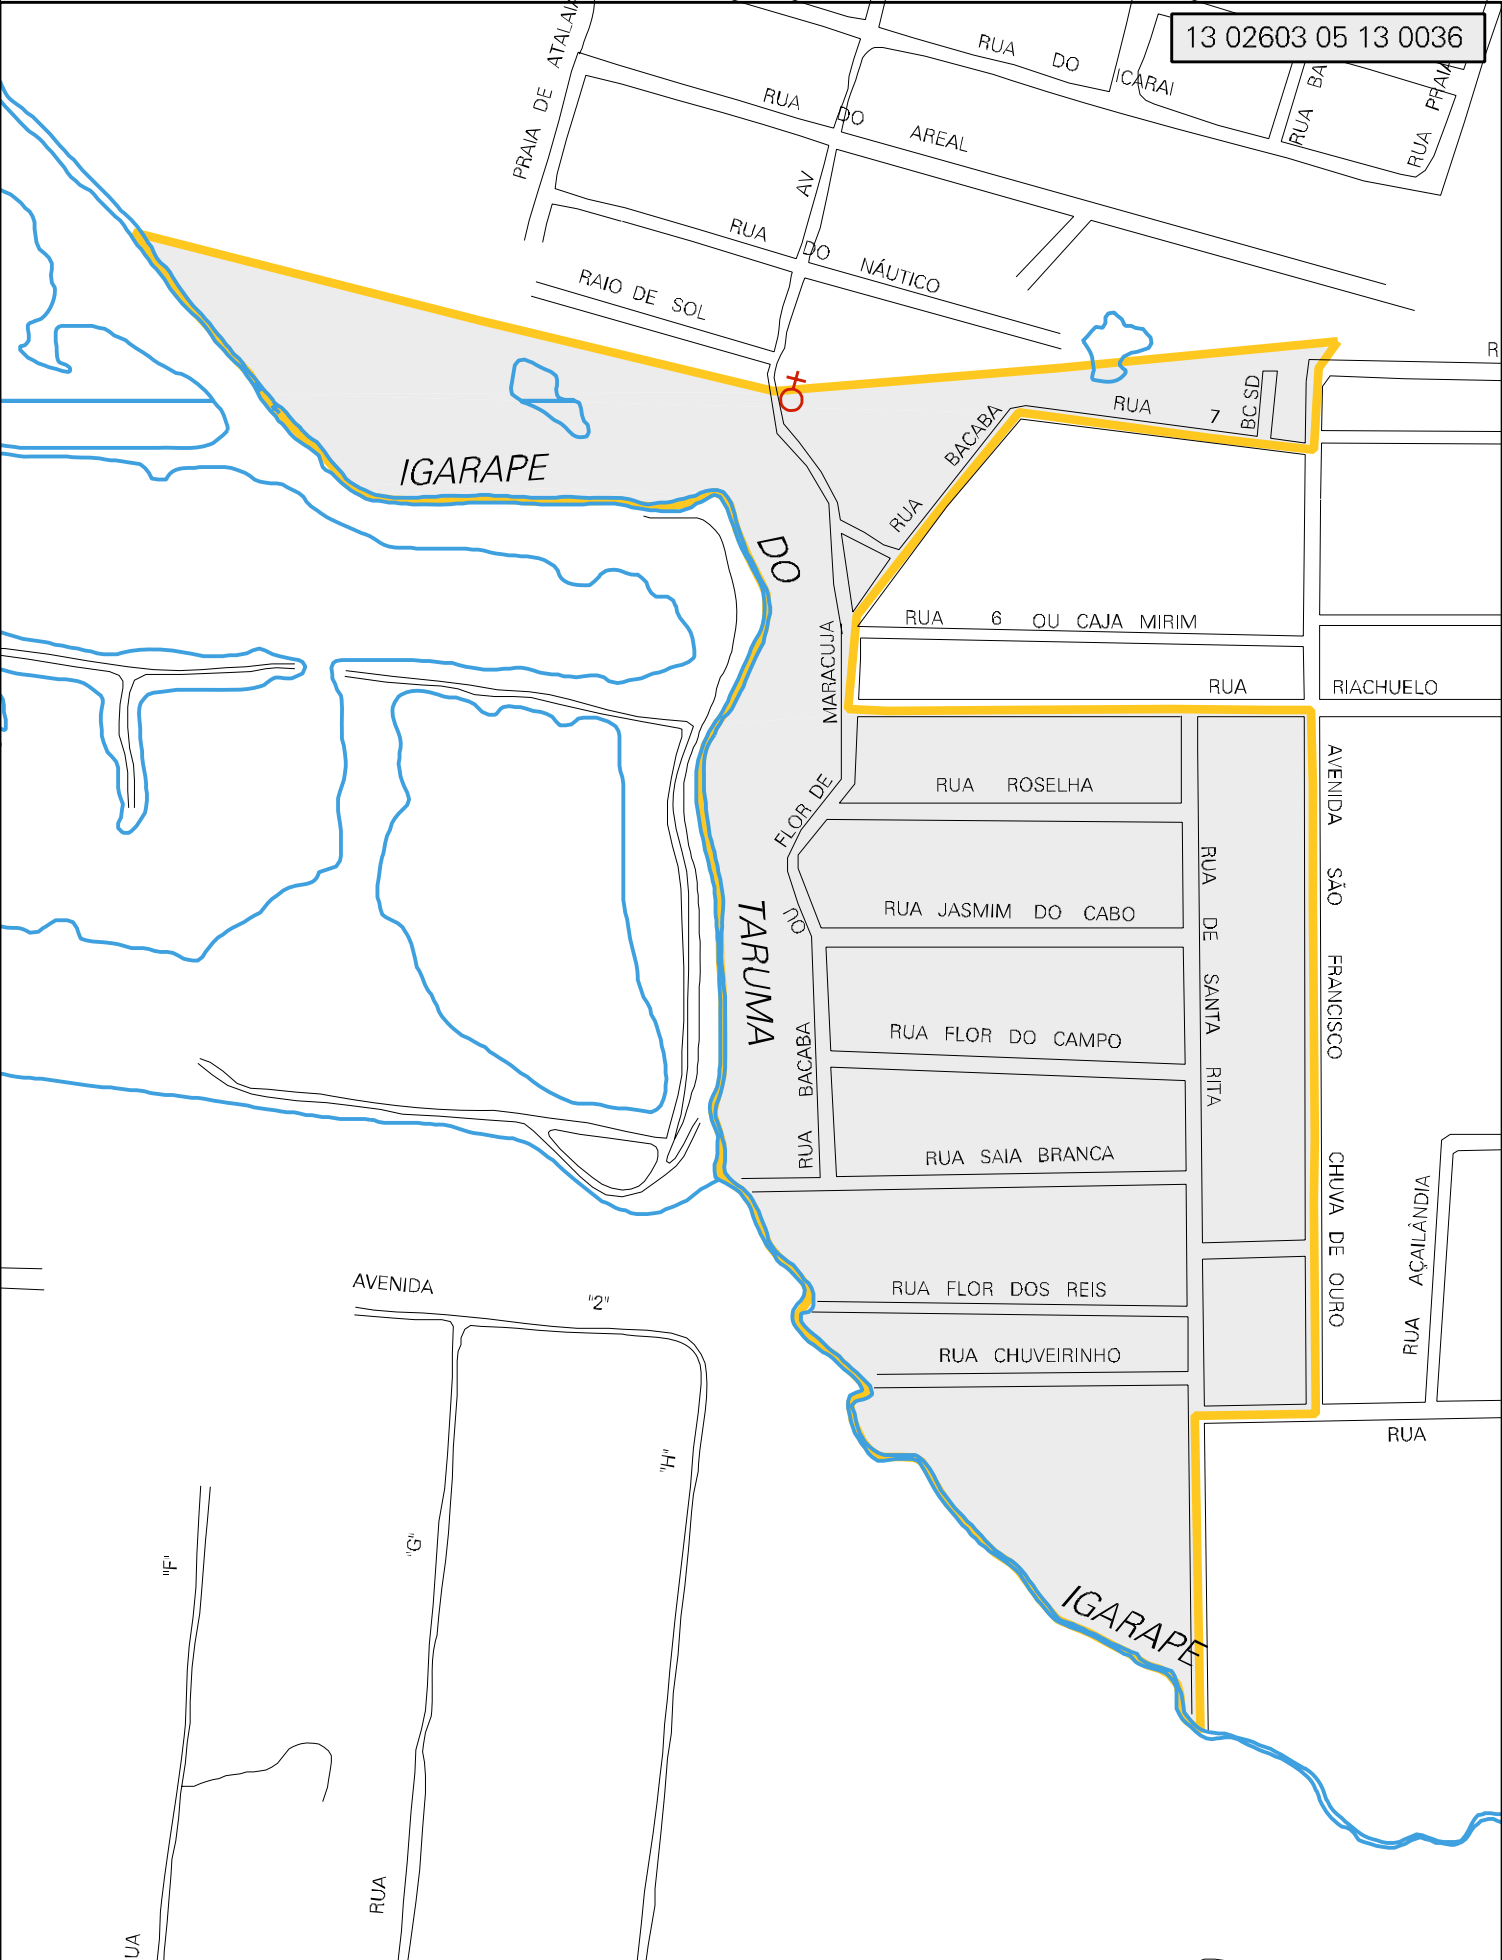 13 02603 05 13 0036
RUA DO ICARAI
PRAIA DE ATALAIA
RUA DO AREAL
RUA BA
RUA PRAIA
AV
RUA DO NÁUTICO
RAIO DE SOL
R
RUA 7
BC SD
RUA BACABA
IGARAPE DO TARUMA
RUA 6 OU CAJA MIRIM
RUA RIACHUELO
RUA BACABA OU FLOR DE MARACUJA
RUA ROSELHA
AVENIDA SÃO FRANCISCO
RUA JASMIM DO CABO
RUA DE SANTA RITA
RUA FLOR DO CAMPO
RUA SAIA BRANCA
CHUVA DE OURO
RUA AÇAILÂNDIA
RUA FLOR DOS REIS
AVENIDA "2"
RUA CHUVEIRINHO
RUA
"H"
"G"
"F"
IGARAPE
RUA
UA